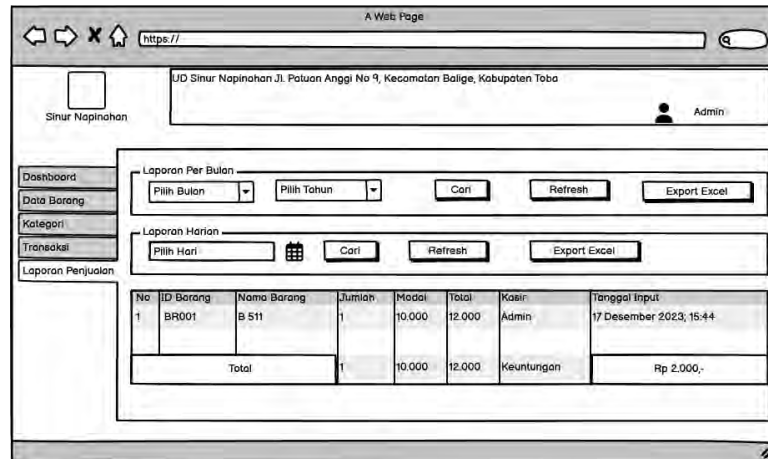 A Web Page
https://
UD Sinur Napinahan Jl. Patuan Anggi No 9, Kecamatan Balige, Kabupaten Toba
Sinur Napinahan
Admin
Dashboard
Data Barang
Kategori
Transaksi
Laporan Penjualan
Laporan Per Bulan
Pilih Bulan Pilih Tahun Cari Refresh Export Excel
Laporan Harian
Pilih Hari Cari Refresh Export Excel
No ID Barang Nama Barang Jumlah Modal Total Kasir Tanggal Input
1 BR001 B 511 1 10.000 12.000 Admin 17 Desember 2023, 15:44
Total 1 10.000 12.000 Keuntungan Rp 2.000,-